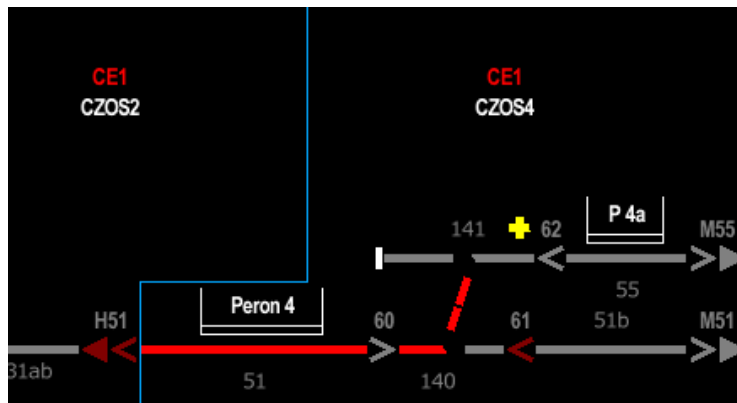 CE1
CZOS2
CE1
CZOS4
141
62
P 4a
M55
55
H51
Peron 4
60
61
51b
M51
31ab
51
140